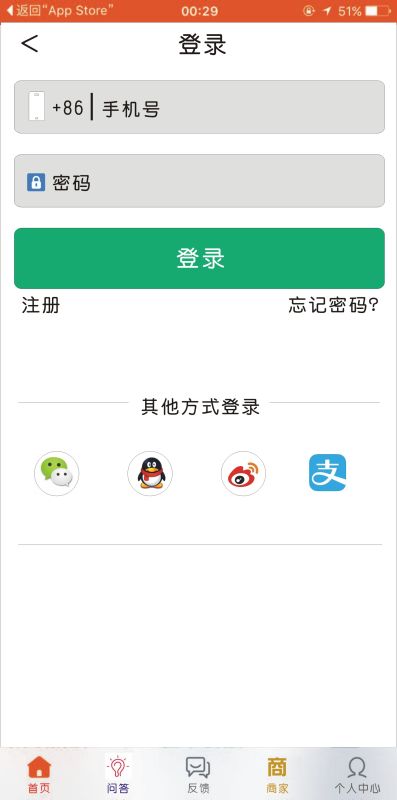 返回“App Store” 00:29 51%
登录
+86 手机号
密码
登录
注册 忘记密码?
其他方式登录
支
商
首页 问答 反馈 商家 个人中心